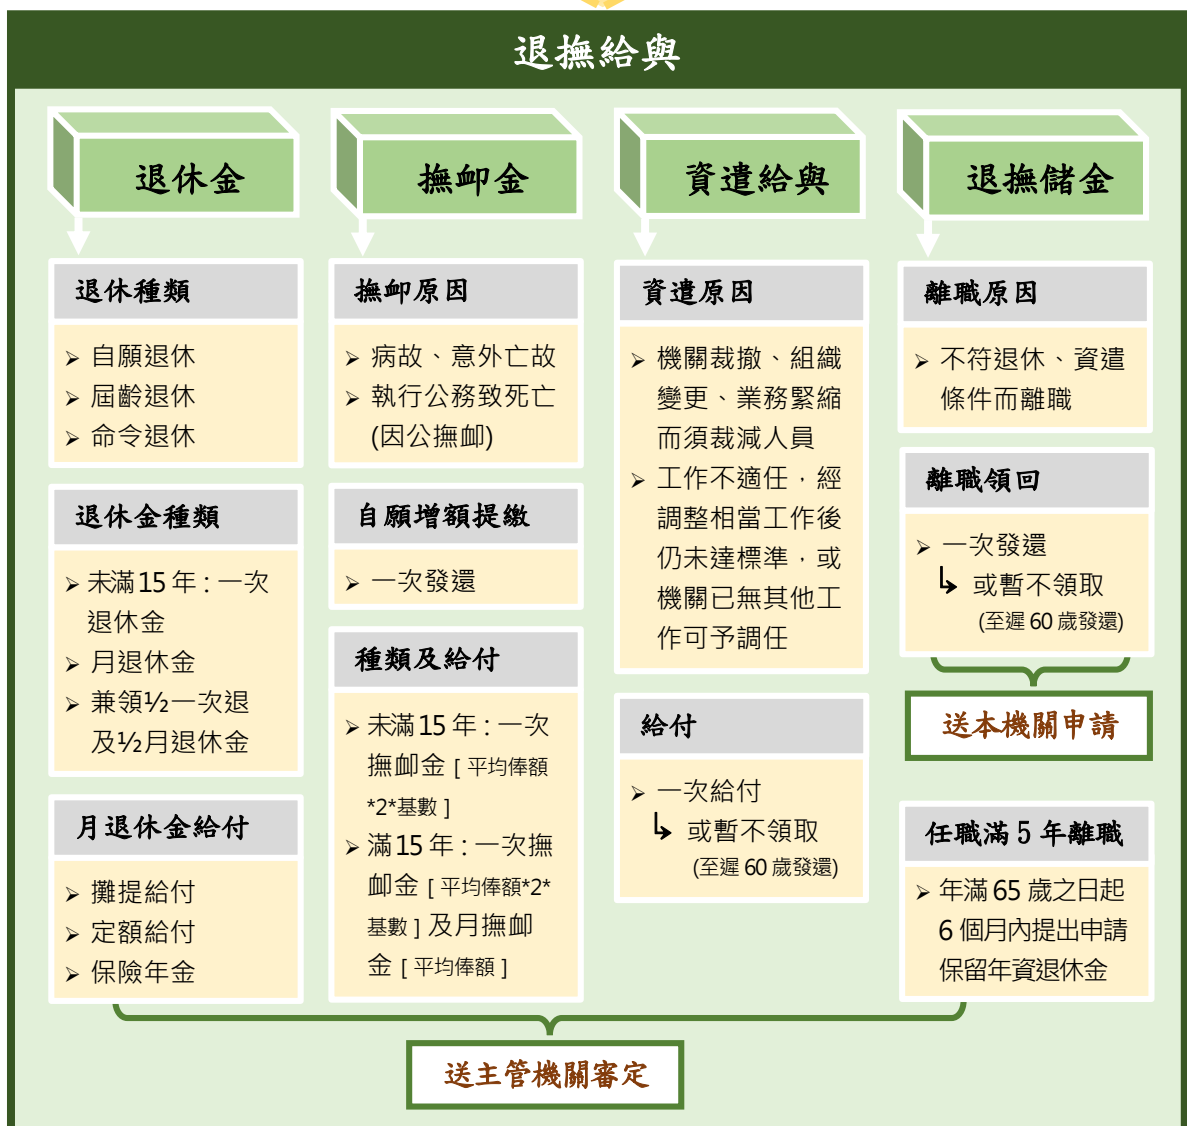 退撫給與
退休金
退休種類
➢ 自願退休
➢ 屆齡退休
➢ 命令退休
退休金種類
➢ 未滿15年：一次
退休金
➢ 月退休金
➢ 兼領½一次退
及½月退休金
月退休金給付
➢ 攤提給付
➢ 定額給付
➢ 保險年金
撫卹金
撫卹原因
➢ 病故、意外亡故
➢ 執行公務致死亡
(因公撫卹)
自願增額提繳
➢ 一次發還
種類及給付
➢ 未滿15年：一次
撫卹金 [ 平均俸額
*2*基數 ]
➢ 滿15年：一次撫
卹金 [ 平均俸額*2*
基數 ] 及月撫卹
金 [ 平均俸額 ]
資遣給與
資遣原因
➢ 機關裁撤、組織
變更、業務緊縮
而須裁減人員
➢ 工作不適任，經
調整相當工作後
仍未達標準，或
機關已無其他工
作可予調任
給付
➢ 一次給付
或暫不領取
(至遲60歲發還)
退撫儲金
離職原因
➢ 不符退休、資遣
條件而離職
離職領回
➢ 一次發還
或暫不領取
(至遲60歲發還)
送本機關申請
任職滿5年離職
➢ 年滿65歲之日起
6個月內提出申請
保留年資退休金
送主管機關審定